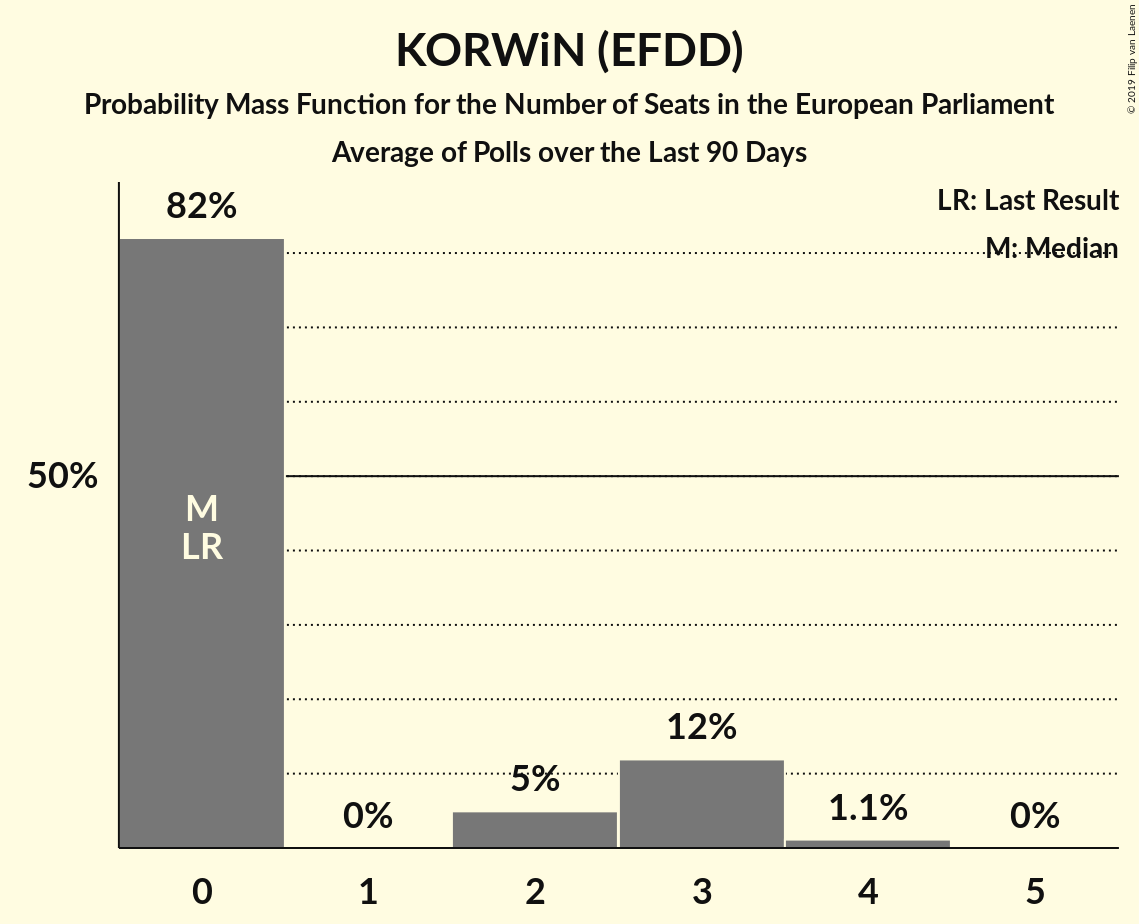 KORWiN (EFDD)
Probability Mass Function for the Number of Seats in the European Parliament
Average of Polls over the Last 90 Days
© 2019 Filip van Laenen
LR: Last Result
M: Median
82%
50%
M
LR
0%
5%
12%
1.1%
0%
0 1 2 3 4 5